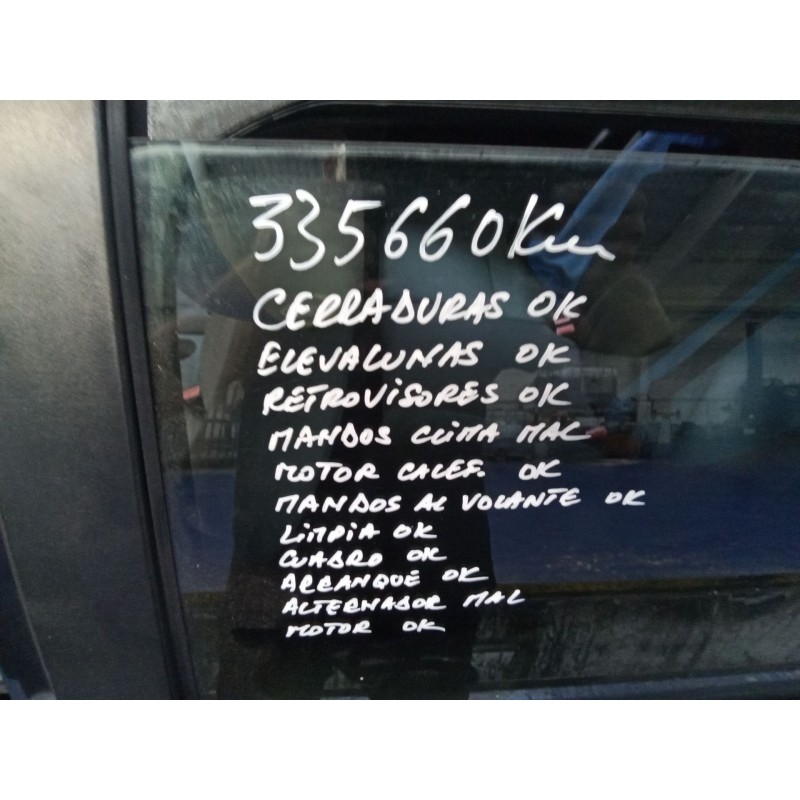 335660Km
CERRADURAS OK
ELEVALUNAS OK
RETROVISORES OK
MANDOS CLIMA MAL
MOTOR CALEF. OK
MANDOS AL VOLANTE OK
LIMPIA OK
CUADRO OK
ARRANQUE OK
ALTERNADOR MAL
MOTOR OK